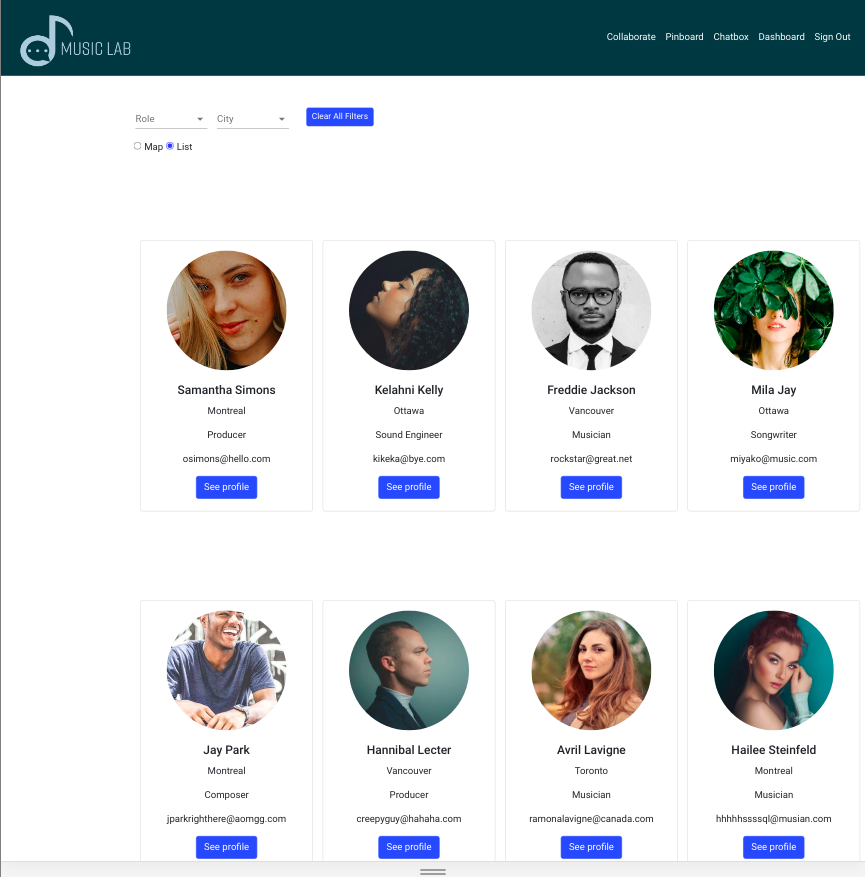 MUSIC LAB
Collaborate Pinboard Chatbox Dashboard Sign Out
Role City Clear All Filters
Map List
Samantha Simons Kelahni Kelly Freddie Jackson Mila Jay
Montreal Ottawa Vancouver Ottawa
Producer Sound Engineer Musician Songwriter
osimons@hello.com kikeka@bye.com rockstar@great.net miyako@music.com
See profile See profile See profile See profile
Jay Park Hannibal Lecter Avril Lavigne Hailee Steinfeld
Montreal Vancouver Toronto Montreal
Composer Producer Musician Musician
jparkrighthere@aomgg.com creepyguy@hahaha.com ramonalavigne@canada.com hhhhhssssql@musian.com
See profile See profile See profile See profile